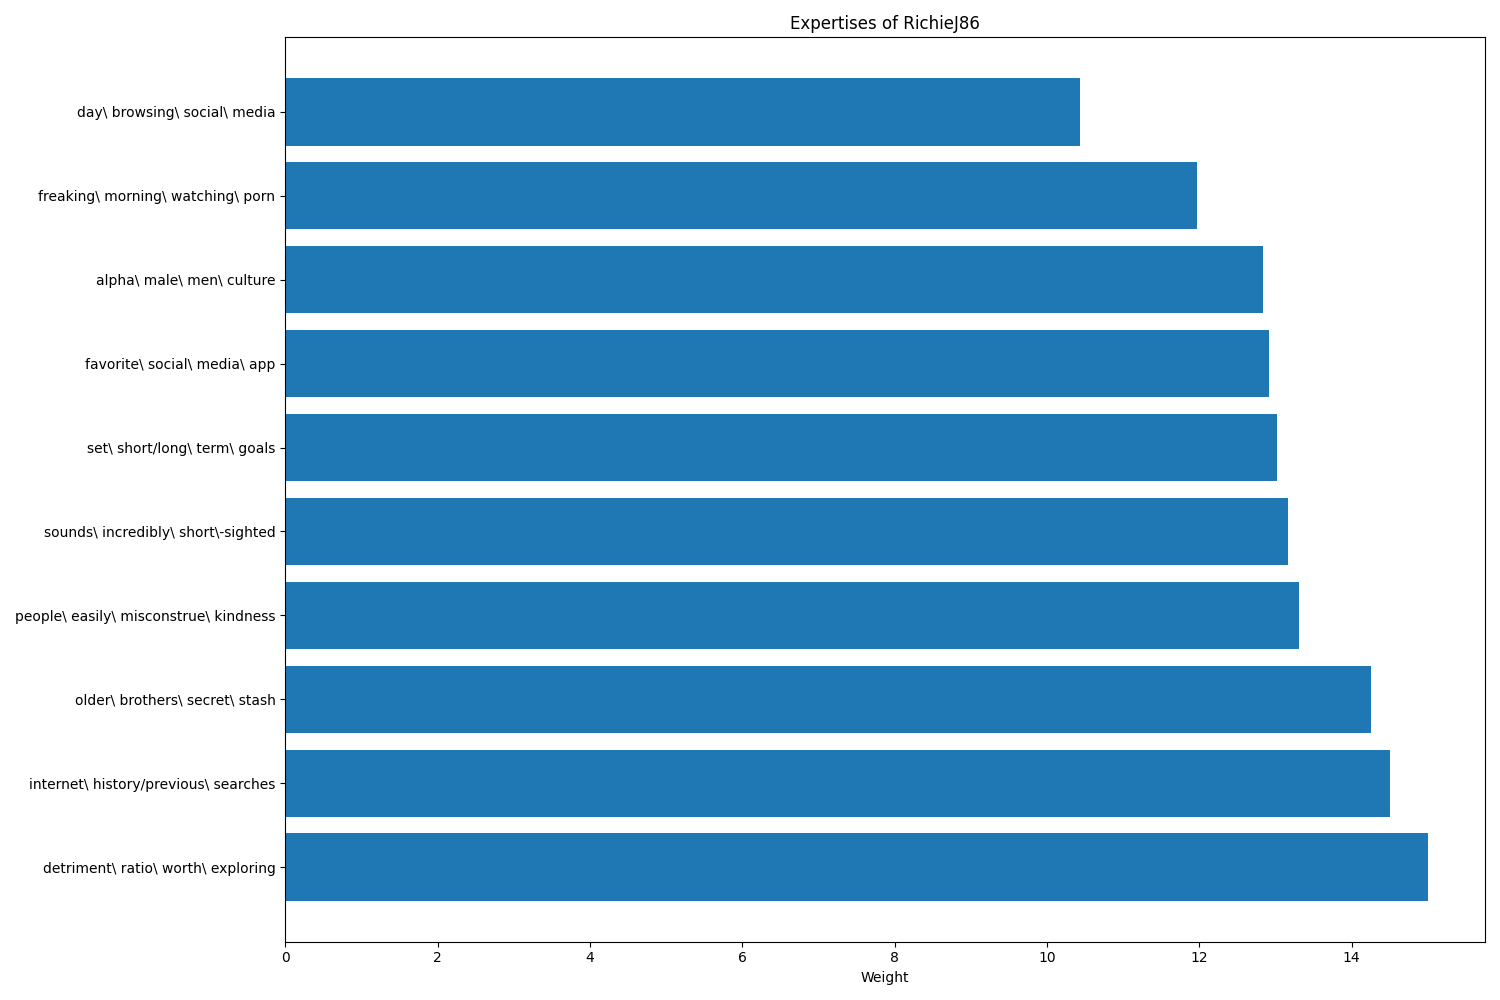 Expertises of RichieJ86
day\ browsing\ social\ media
freaking\ morning\ watching\ porn
alpha\ male\ men\ culture
favorite\ social\ media\ app
set\ short/long\ term\ goals
sounds\ incredibly\ short\-sighted
people\ easily\ misconstrue\ kindness
older\ brothers\ secret\ stash
internet\ history/previous\ searches
detriment\ ratio\ worth\ exploring
0 2 4 6 8 10 12 14
Weight